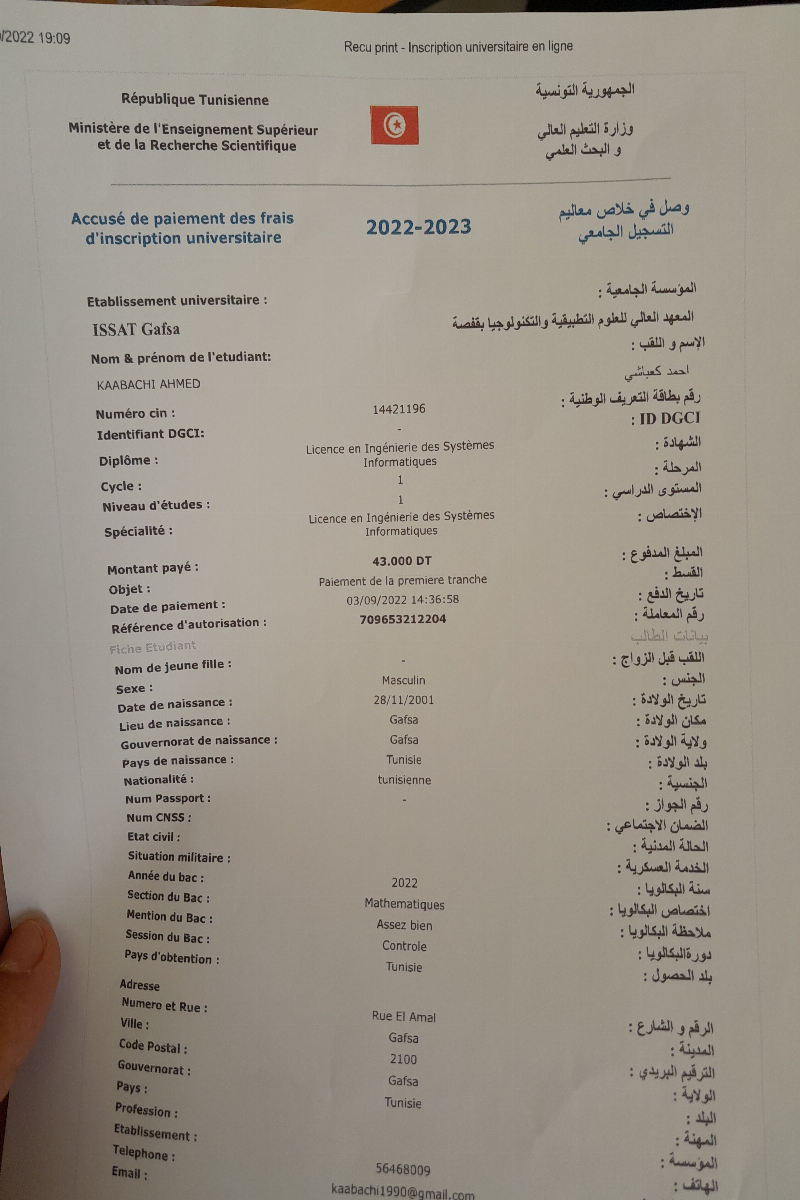 /2022 19:09
Recu print - Inscription universitaire en ligne
République Tunisienne الجمهورية التونسية
Ministère de l'Enseignement Supérieur وزارة التعليم العالي
et de la Recherche Scientifique و البحث العلمي
Accusé de paiement des frais 2022-2023 وصل في خلاص معاليم
d'inscription universitaire التسجيل الجامعي
Etablissement universitaire : المؤسسة الجامعية :
ISSAT Gafsa المعهد العالي للعلوم التطبيقية والتكنولوجيا بقفصة
Nom & prénom de l'etudiant: الإسم و اللقب :
KAABACHI AHMED احمد كعباشي
Numéro cin : 14421196 رقم بطاقة التعريف الوطنية :
Identifiant DGCI: - ID DGCI :
Diplôme : Licence en Ingénierie des Systèmes الشهادة :
Informatiques
Cycle : 1 المرحلة :
Niveau d'études : 1 المستوى الدراسي :
Spécialité : Licence en Ingénierie des Systèmes الإختصاص :
Informatiques
Montant payé : 43.000 DT المبلغ المدفوع :
Objet : Paiement de la premiere tranche القسط :
Date de paiement : 03/09/2022 14:36:58 تاريخ الدفع :
Référence d'autorisation : 709653212204 رقم المعاملة :
Fiche Etudiant بيانات الطالب
Nom de jeune fille : - اللقب قبل الزواج :
Sexe : Masculin الجنس :
Date de naissance : 28/11/2001 تاريخ الولادة :
Lieu de naissance : Gafsa مكان الولادة :
Gouvernorat de naissance : Gafsa ولاية الولادة :
Pays de naissance : Tunisie بلد الولادة :
Nationalité : tunisienne الجنسية :
Num Passport : - رقم الجواز :
Num CNSS : الضمان الاجتماعي :
Etat civil : الحالة المدنية :
Situation militaire : الخدمة العسكرية :
Année du bac : 2022 سنة البكالويا :
Section du Bac : Mathematiques اختصاص البكالويا :
Mention du Bac : Assez bien ملاحظة البكالويا :
Session du Bac : Controle دورةالبكالويا :
Pays d'obtention : Tunisie بلد الحصول :
Adresse
Numero et Rue : Rue El Amal الرقم و الشارع :
Ville : Gafsa المدينة :
Code Postal : 2100 الترقيم البريدي :
Gouvernorat : Gafsa الولاية :
Pays : Tunisie البلد :
Profession : المهنة :
Etablissement : المؤسسة :
Telephone : 56468009 الهاتف :
Email : kaabachi1990@gmail.com